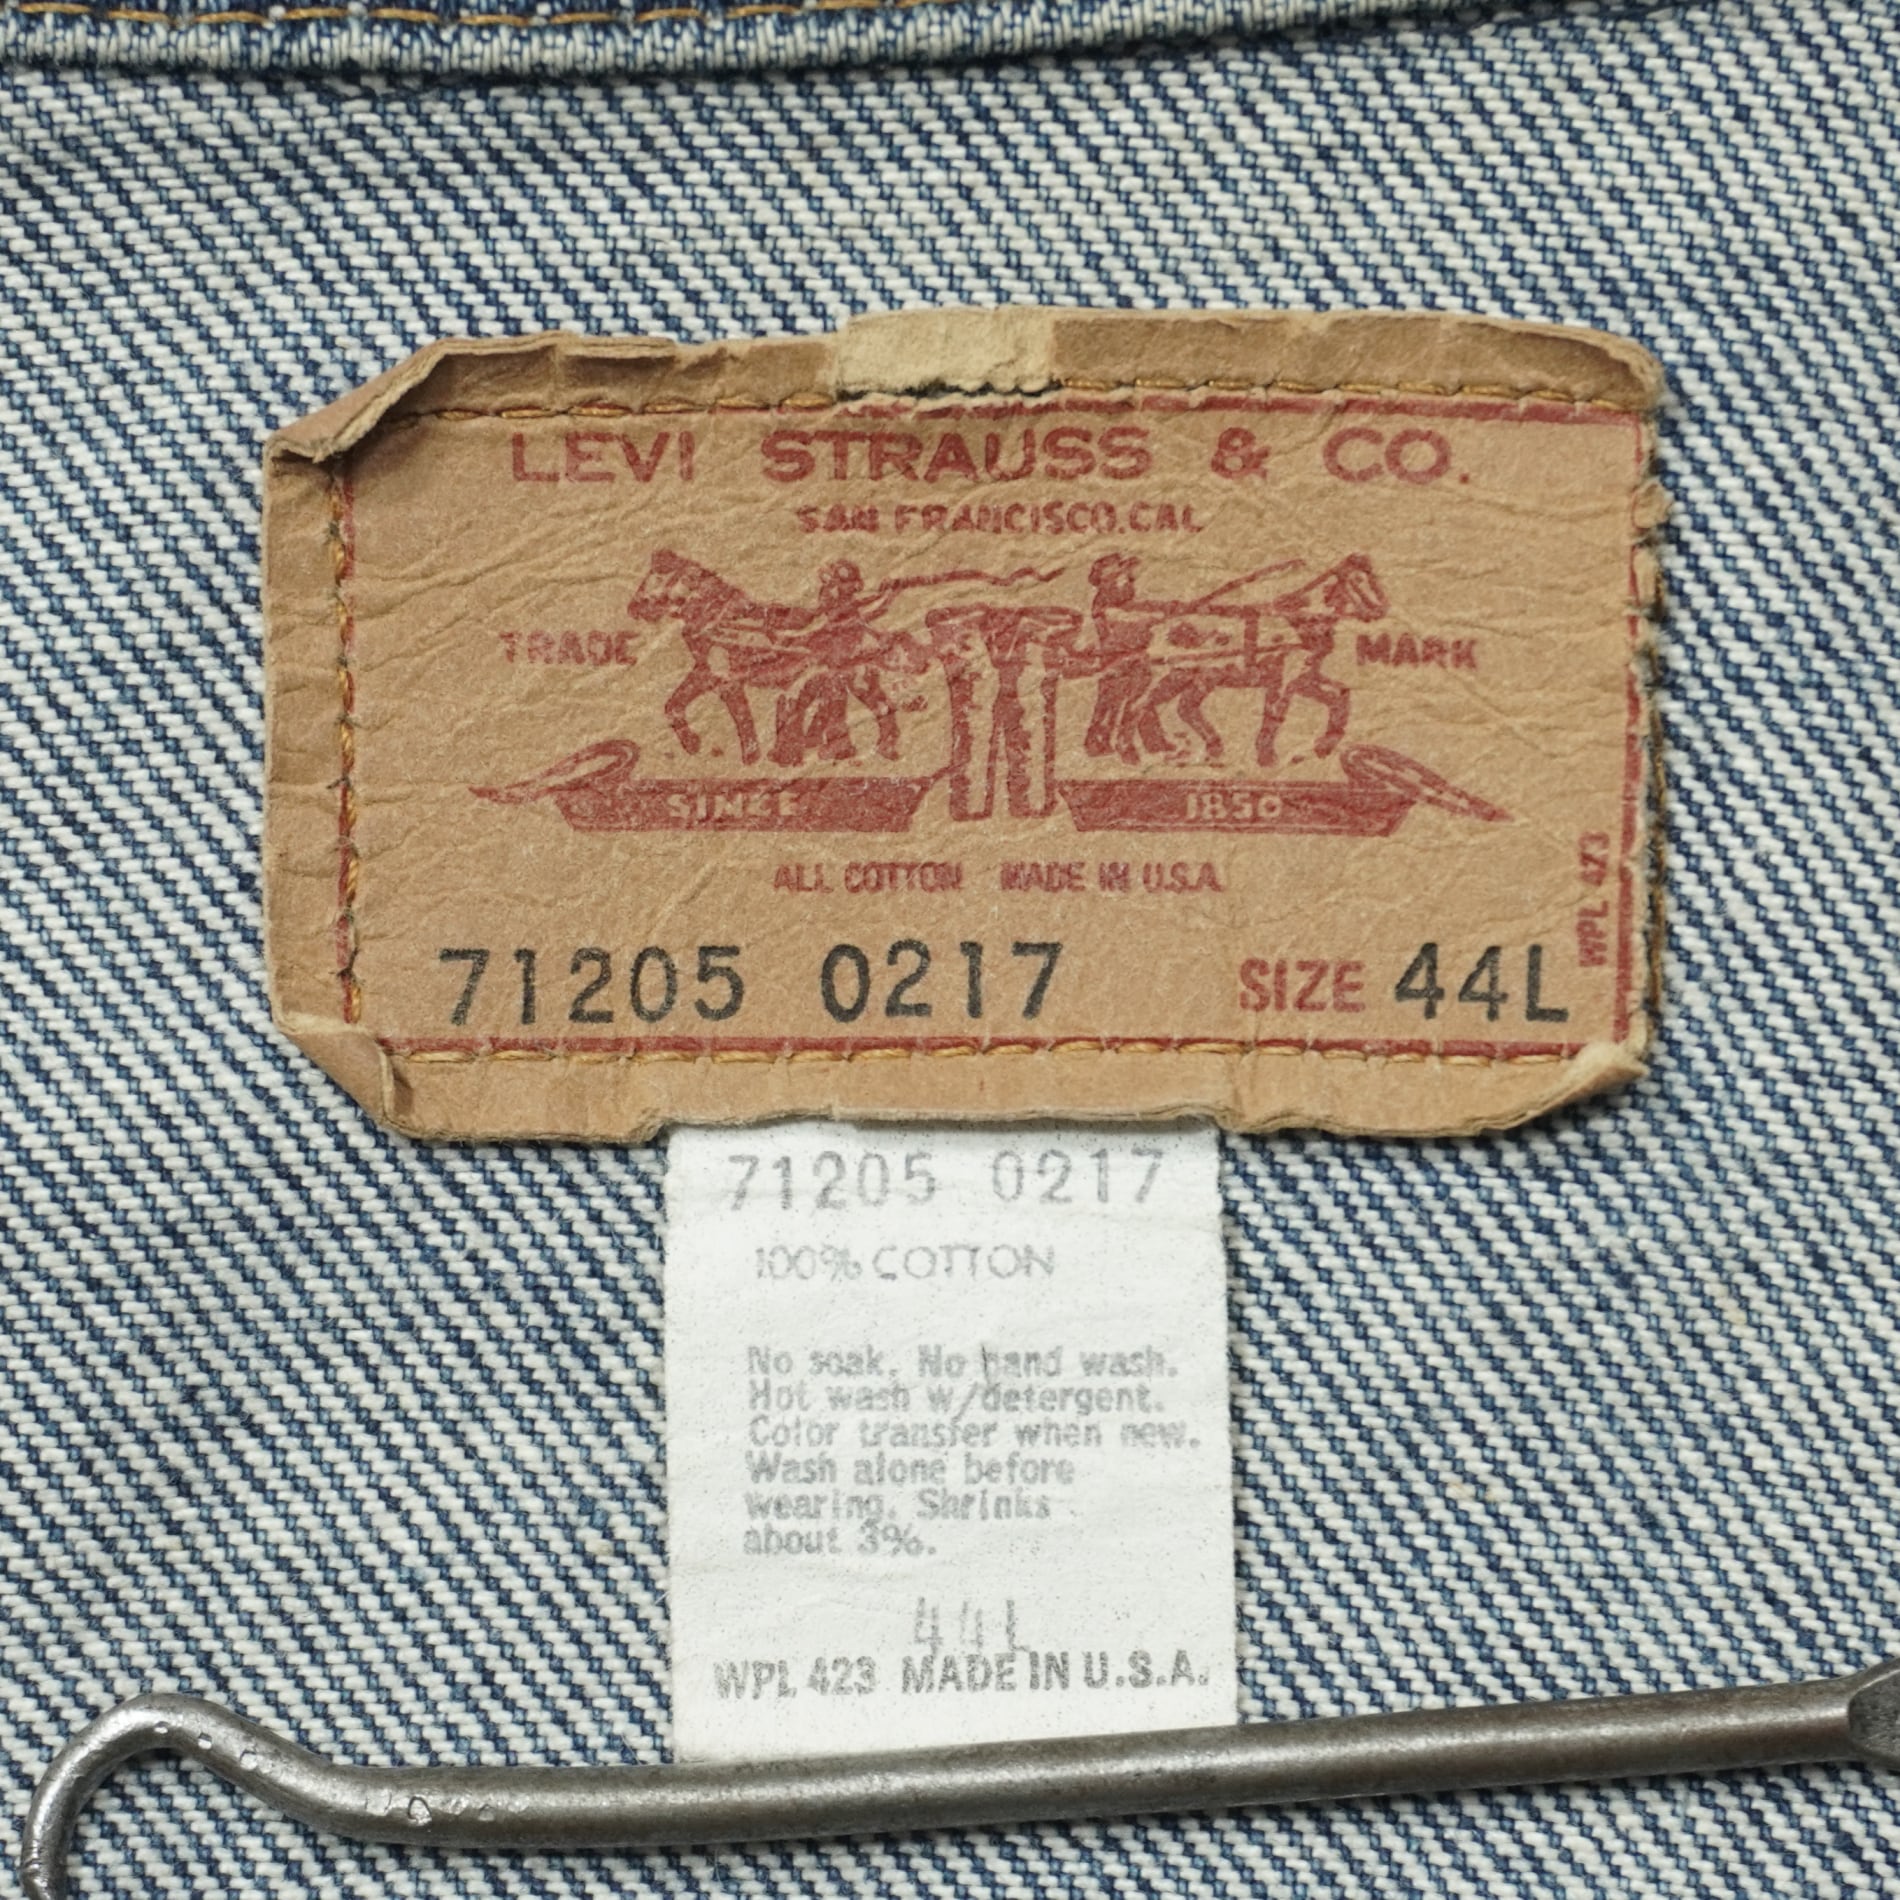 LEVI STRAUSS & CO.
SAN FRANCISCO.CAL
TRADE MARK
SINCE 1850
ALL COTTON MADE IN U.S.A.
WPL 423
71205 0217 SIZE 44L
71205 0217
100% COTTON
No soak. No hand wash.
Hot wash w/detergent.
Color transfer when new.
Wash alone before
wearing. Shrinks
about 3%.
44L
WPL 423 MADE IN U.S.A.